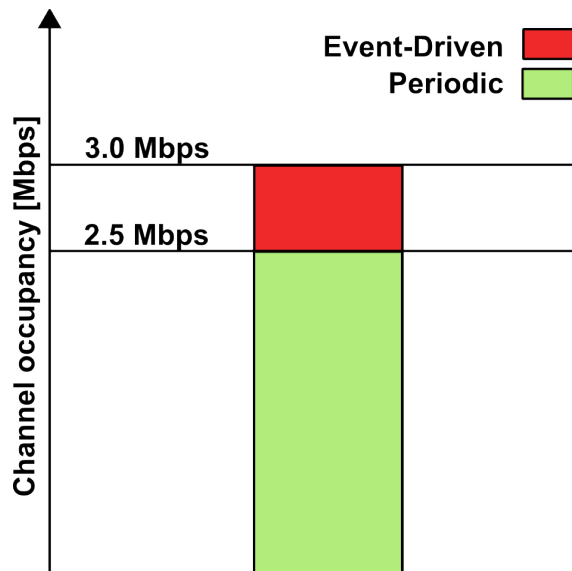 Event-Driven
Periodic
3.0 Mbps
2.5 Mbps
Channel occupancy [Mbps]